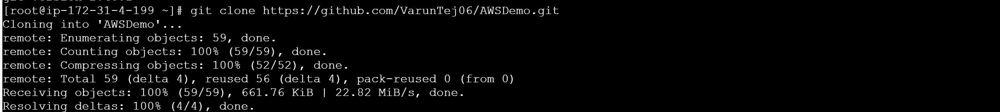 [root@ip-172-31-4-199 ~]# git clone https://github.com/VarunTej06/AWSDemo.git
Cloning into 'AWSDemo'...
remote: Enumerating objects: 59, done.
remote: Counting objects: 100% (59/59), done.
remote: Compressing objects: 100% (52/52), done.
remote: Total 59 (delta 4), reused 56 (delta 4), pack-reused 0 (from 0)
Receiving objects: 100% (59/59), 661.76 KiB | 22.82 MiB/s, done.
Resolving deltas: 100% (4/4), done.